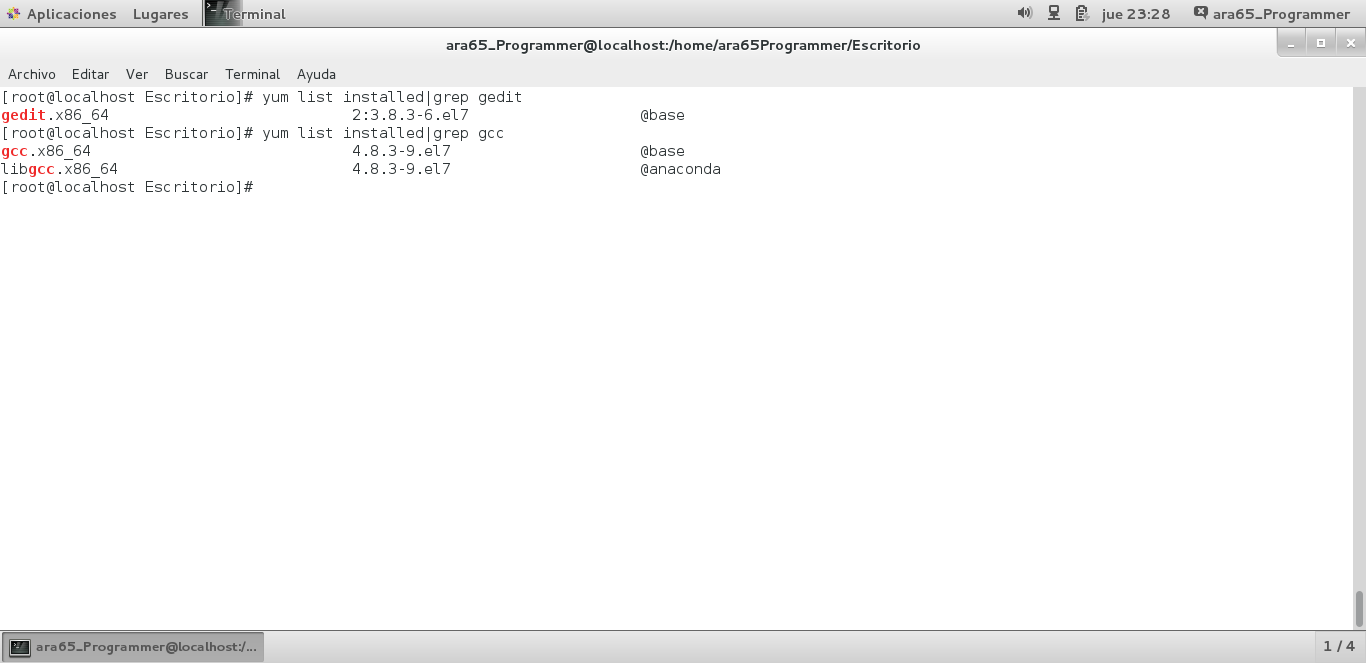 Aplicaciones Lugares Terminal jue 23:28 ara65_Programmer
ara65_Programmer@localhost:/home/ara65Programmer/Escritorio
Archivo Editar Ver Buscar Terminal Ayuda
[root@localhost Escritorio]# yum list installed|grep gedit
gedit.x86_64 2:3.8.3-6.el7 @base
[root@localhost Escritorio]# yum list installed|grep gcc
gcc.x86_64 4.8.3-9.el7 @base
libgcc.x86_64 4.8.3-9.el7 @anaconda
[root@localhost Escritorio]#
ara65_Programmer@localhost:/... 1 / 4